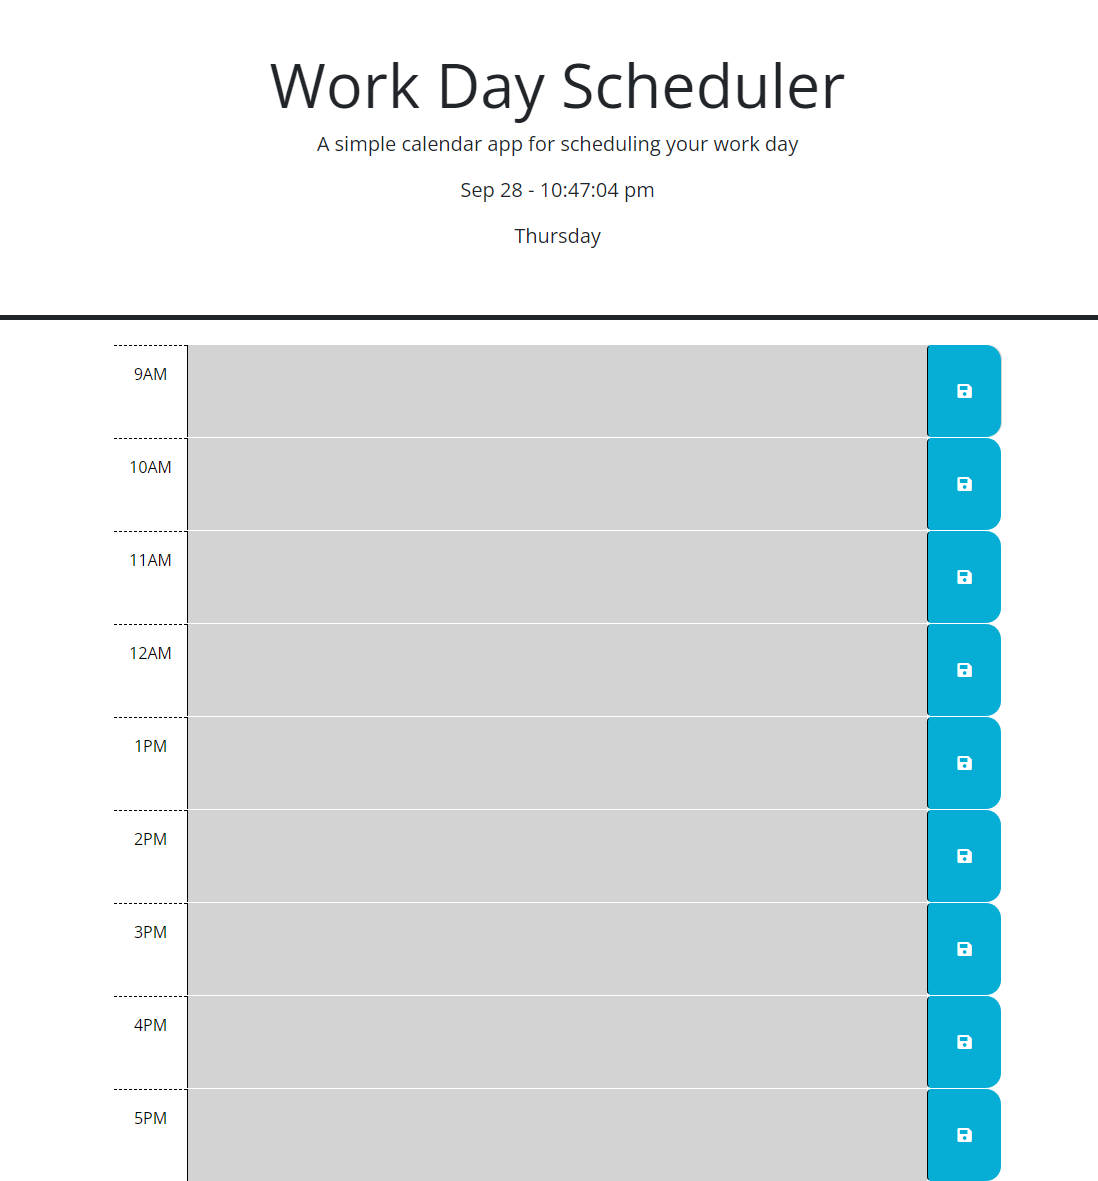 Work Day Scheduler
A simple calendar app for scheduling your work day
Sep 28 - 10:47:04 pm
Thursday
9AM
10AM
11AM
12AM
1PM
2PM
3PM
4PM
5PM